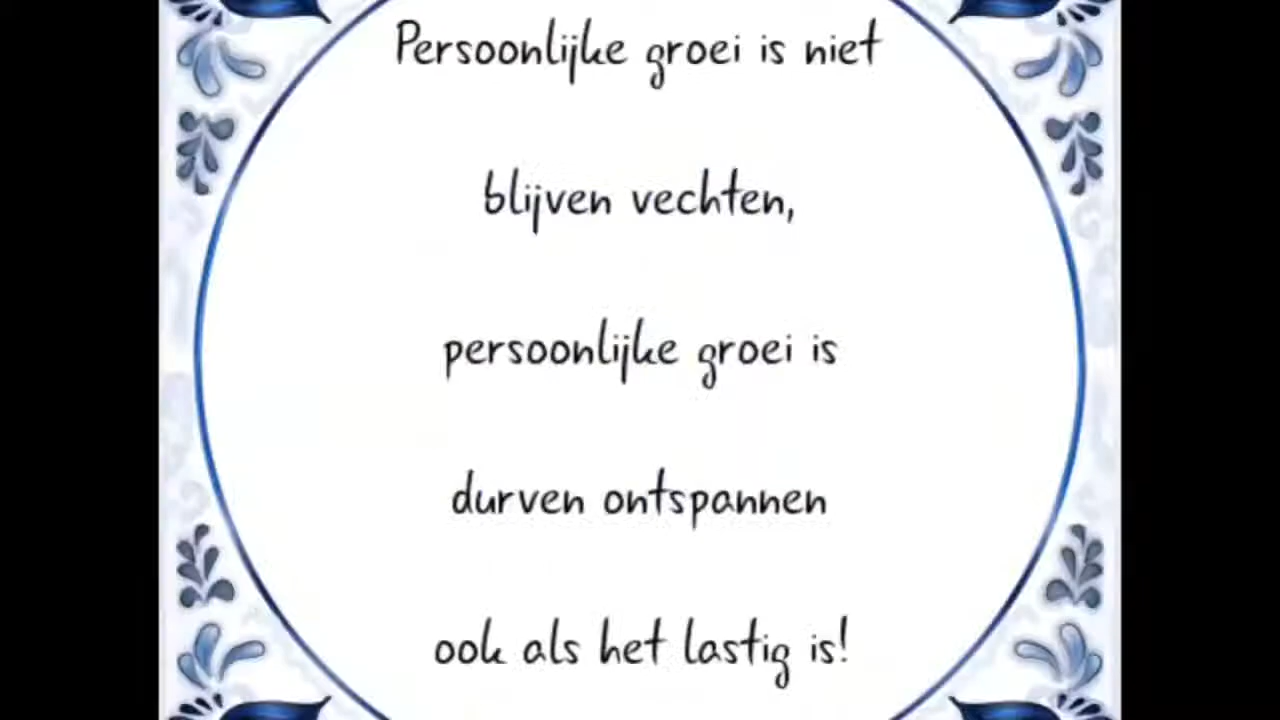 Persoonlijke groei is niet
blijven vechten,
persoonlijke groei is
durven ontspannen
ook als het lastig is!